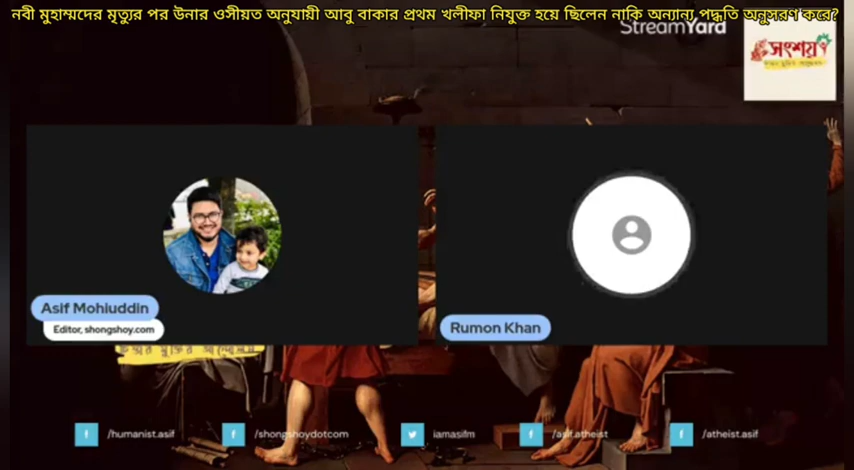 নবী মুহাম্মদের মৃত্যুর পর উনার ওসীয়ত অনুযায়ী আবু বাকার প্রথম খলীফা নিযুক্ত হয়ে ছিলেন নাকি অন্যান্য পদ্ধতি অনুসরণ করে?
StreamYard
সংশয়
Asif Mohiuddin
Editor, shongshoy.com
Rumon Khan
/humanist.asif
/shongshoydotcom
iamasifm
/asif.atheist
/atheist.asif